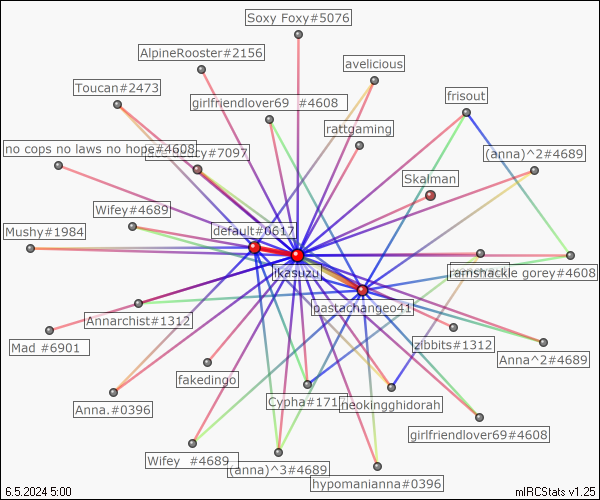 Soxy Foxy#5076
AlpineRooster#2156
avelicious
Toucan#2473
girlfriendlover69 #4608
frisout
rattgaming
no cops no laws no hope#4608
#7097
(anna)^2#4689
Skalman
Wifey#4689
Mushy#1984
default#0617
ikasuzu
ramshackle gorey#4608
pastachangeo41
Annarchist#1312
zibbits#1312
Mad #6901
Anna^2#4689
fakedingo
Cypha#171
neokingghidorah
Anna.#0396
girlfriendlover69#4608
Wifey #4689
(anna)^3#4689
hypomanianna#0396
6.5.2024 5:00
mIRCStats v1.25